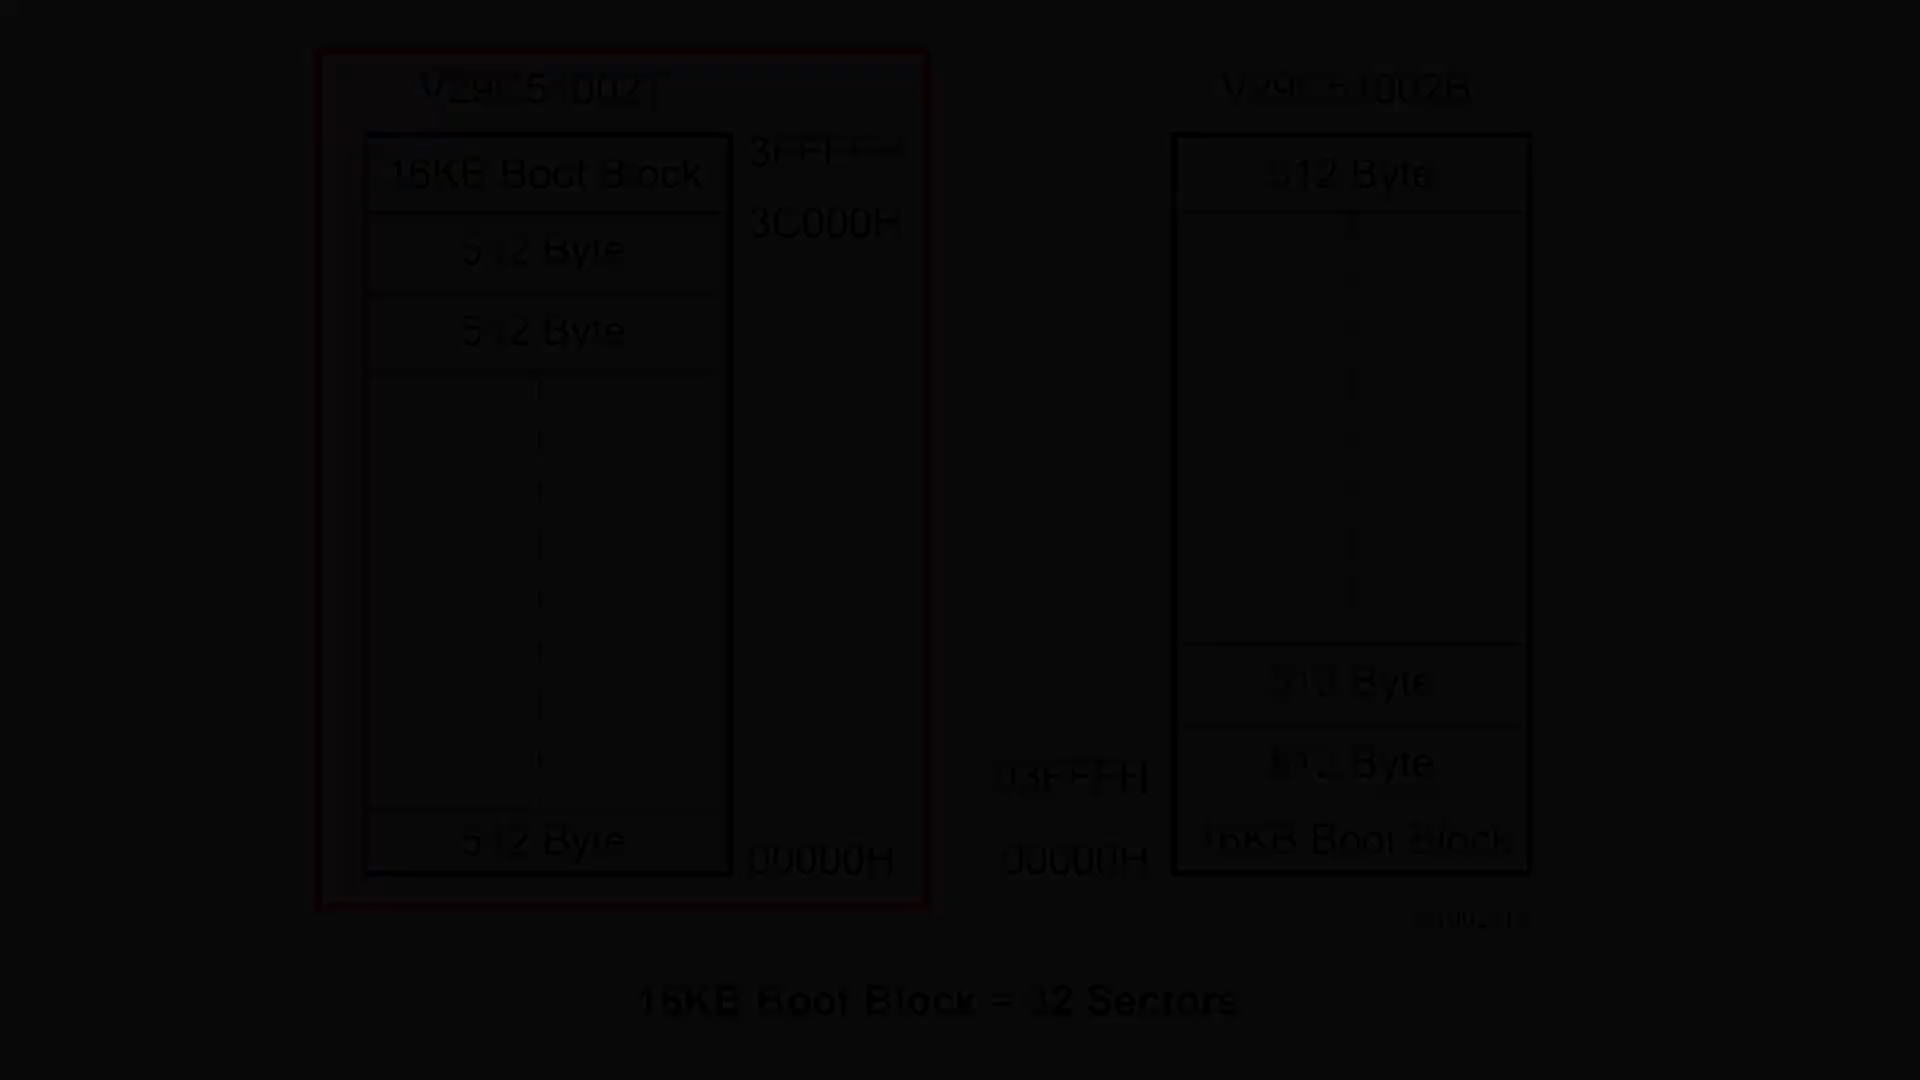 V29C51002T
16KB Boot Block
3FFFFH
3C000H
512 Byte
512 Byte
512 Byte
00000H
V29C51002B
512 Byte
512 Byte
512 Byte
03FFFH
16KB Boot Block
00000H
16KB Boot Block = 32 Sectors